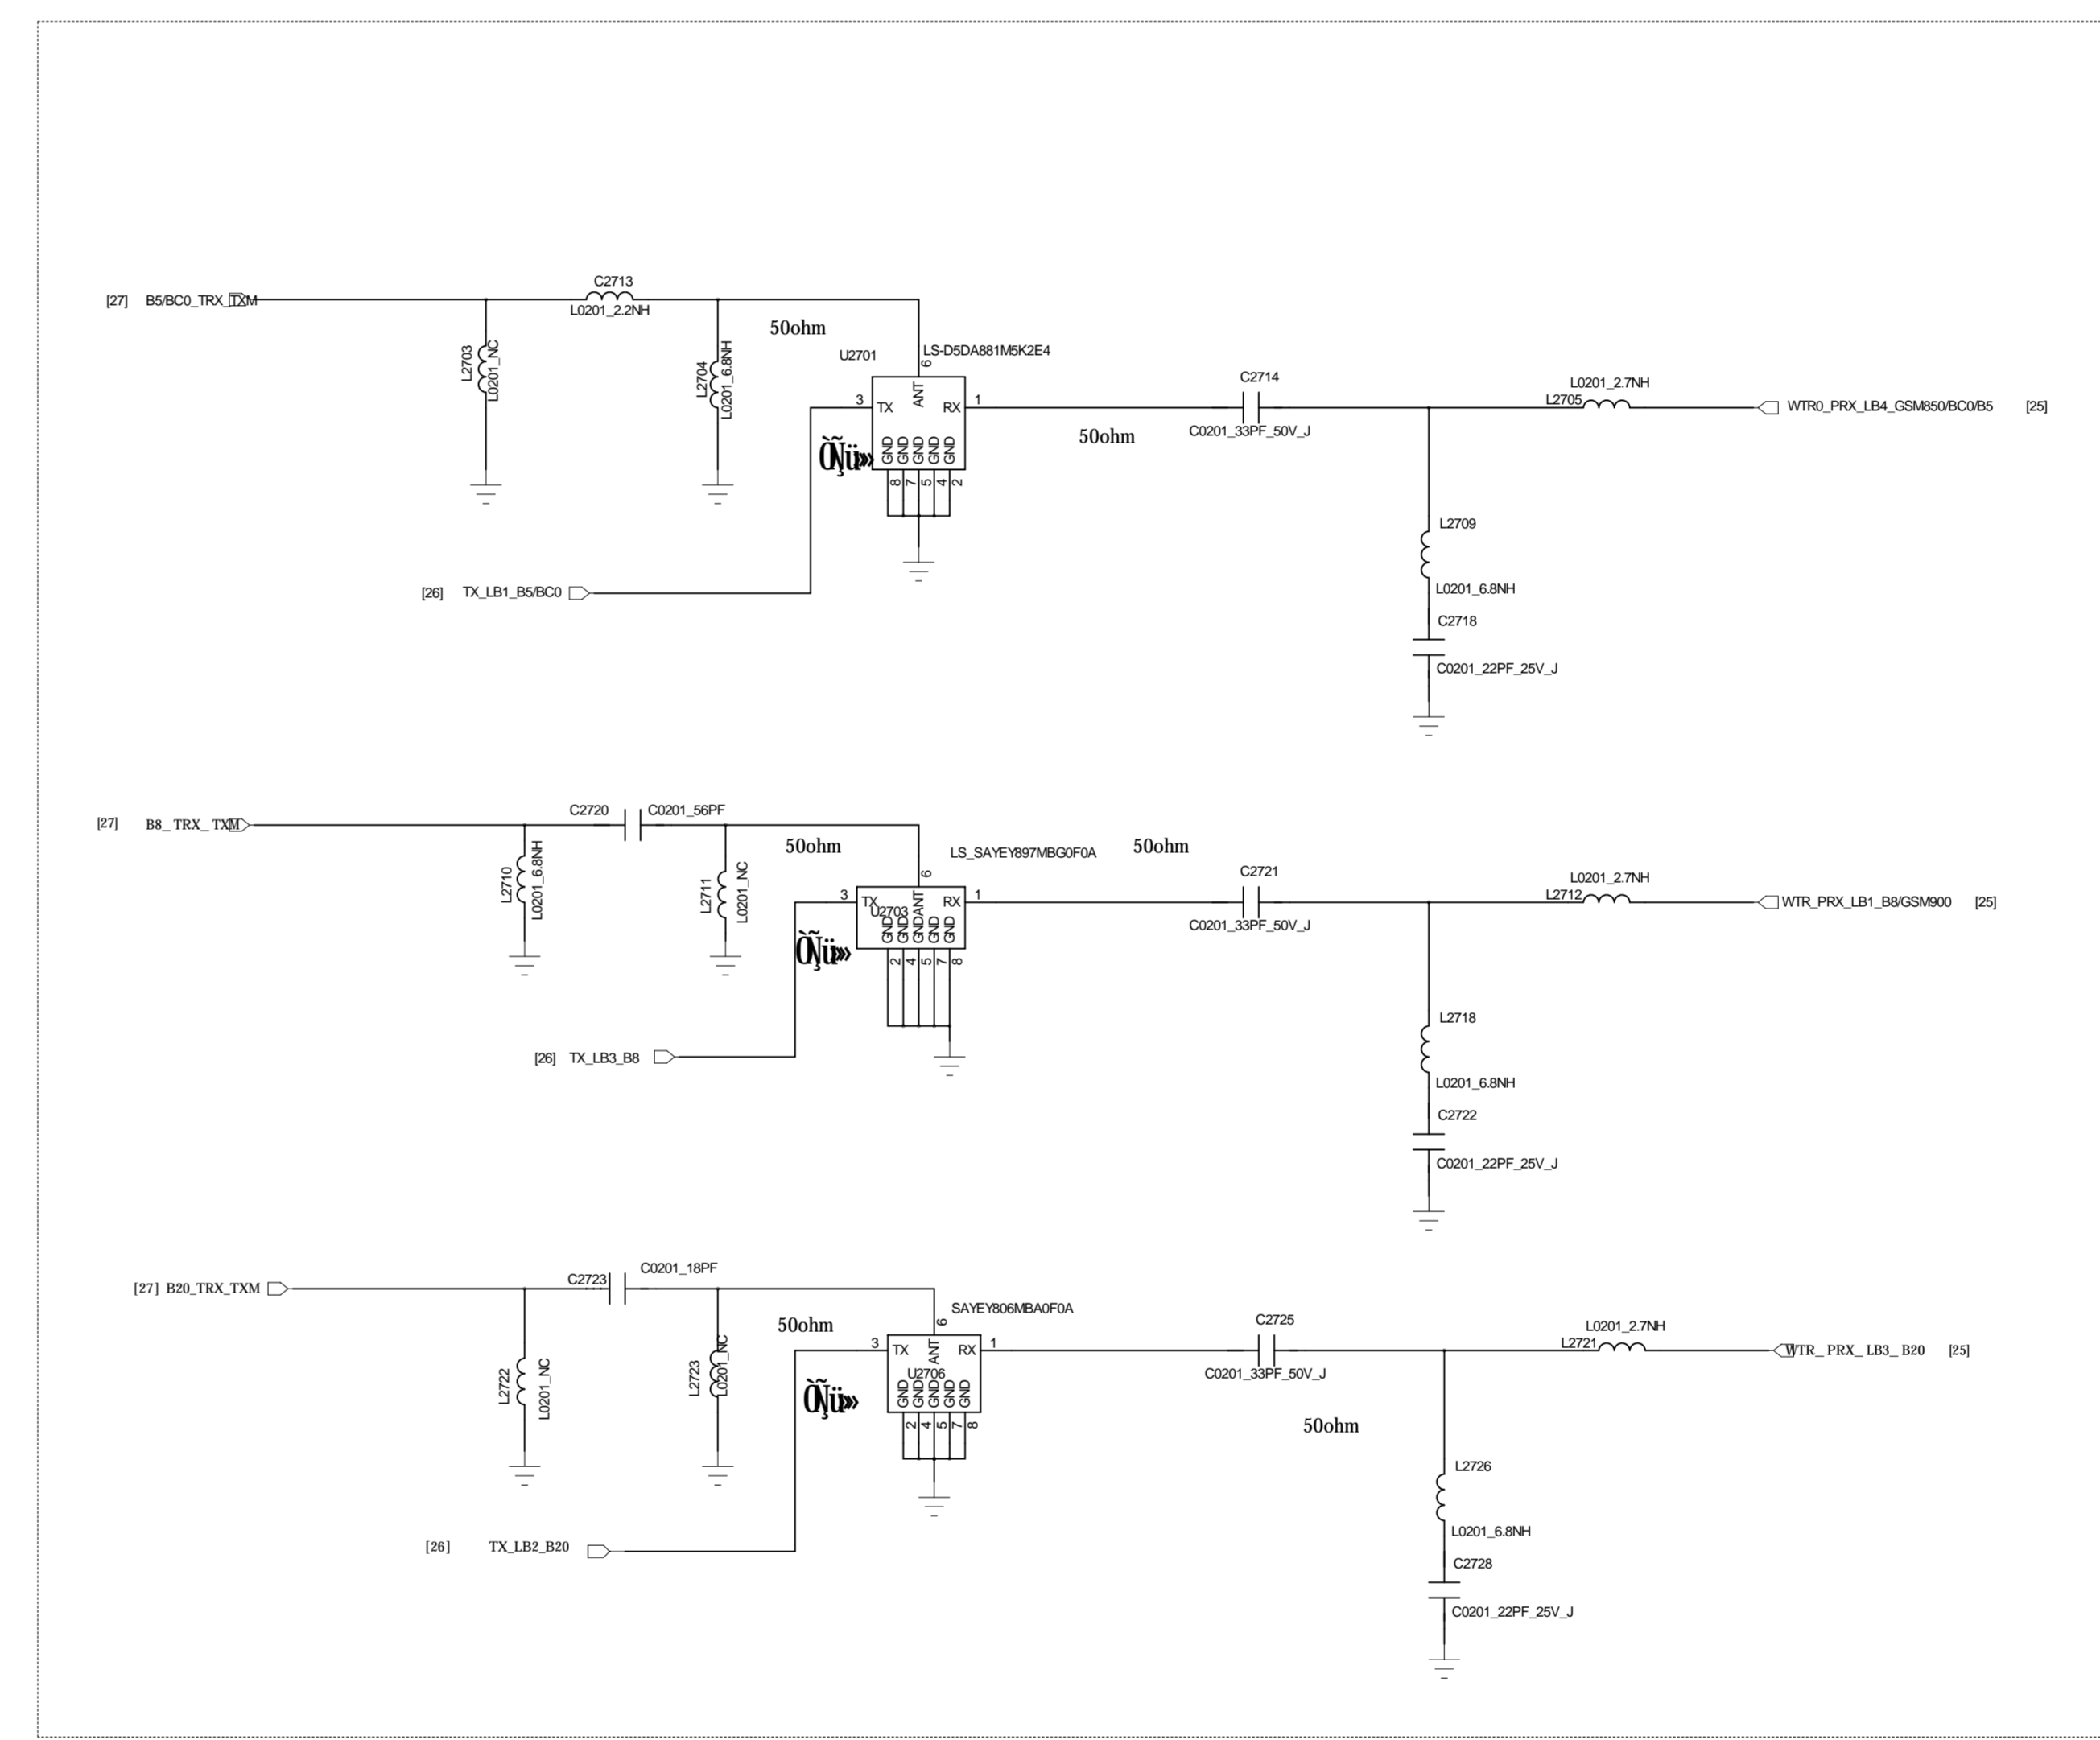 C2713
[27] B5/BC0_TRX_TXM
L0201_2.2NH
50ohm
L2703
L0201_NC
L2704
L0201_6.8NH
U2701
LS-D5DA881M5K2E4
6
3 TX ANT RX 1
GND GND GND GND GND
8 7 5 4 2
C2714
C0201_33PF_50V_J
50ohm
L0201_2.7NH
L2705
WTR0_PRX_LB4_GSM850/BC0/B5 [25]
L2709
L0201_6.8NH
C2718
C0201_22PF_25V_J
[26] TX_LB1_B5/BC0
[27] B8_TRX_TXM
C2720 C0201_56PF
50ohm
50ohm
L2710
L0201_6.8NH
L2711
L0201_NC
LS_SAYEY897MBG0F0A
6
3 TX ANT RX 1
U2703
GND GND GND GND GND
2 4 5 7 8
C2721
C0201_33PF_50V_J
L0201_2.7NH
L2712
WTR_PRX_LB1_B8/GSM900 [25]
L2718
L0201_6.8NH
C2722
C0201_22PF_25V_J
[26] TX_LB3_B8
[27] B20_TRX_TXM
C2723 C0201_18PF
50ohm
L2722
L0201_NC
L2723
L0201_NC
SAYEY806MBA0F0A
6
3 TX ANT RX 1
U2706
GND GND GND GND GND
2 4 5 7 8
C2725
C0201_33PF_50V_J
50ohm
L0201_2.7NH
L2721
WTR_PRX_LB3_B20 [25]
L2726
L0201_6.8NH
C2728
C0201_22PF_25V_J
[26] TX_LB2_B20